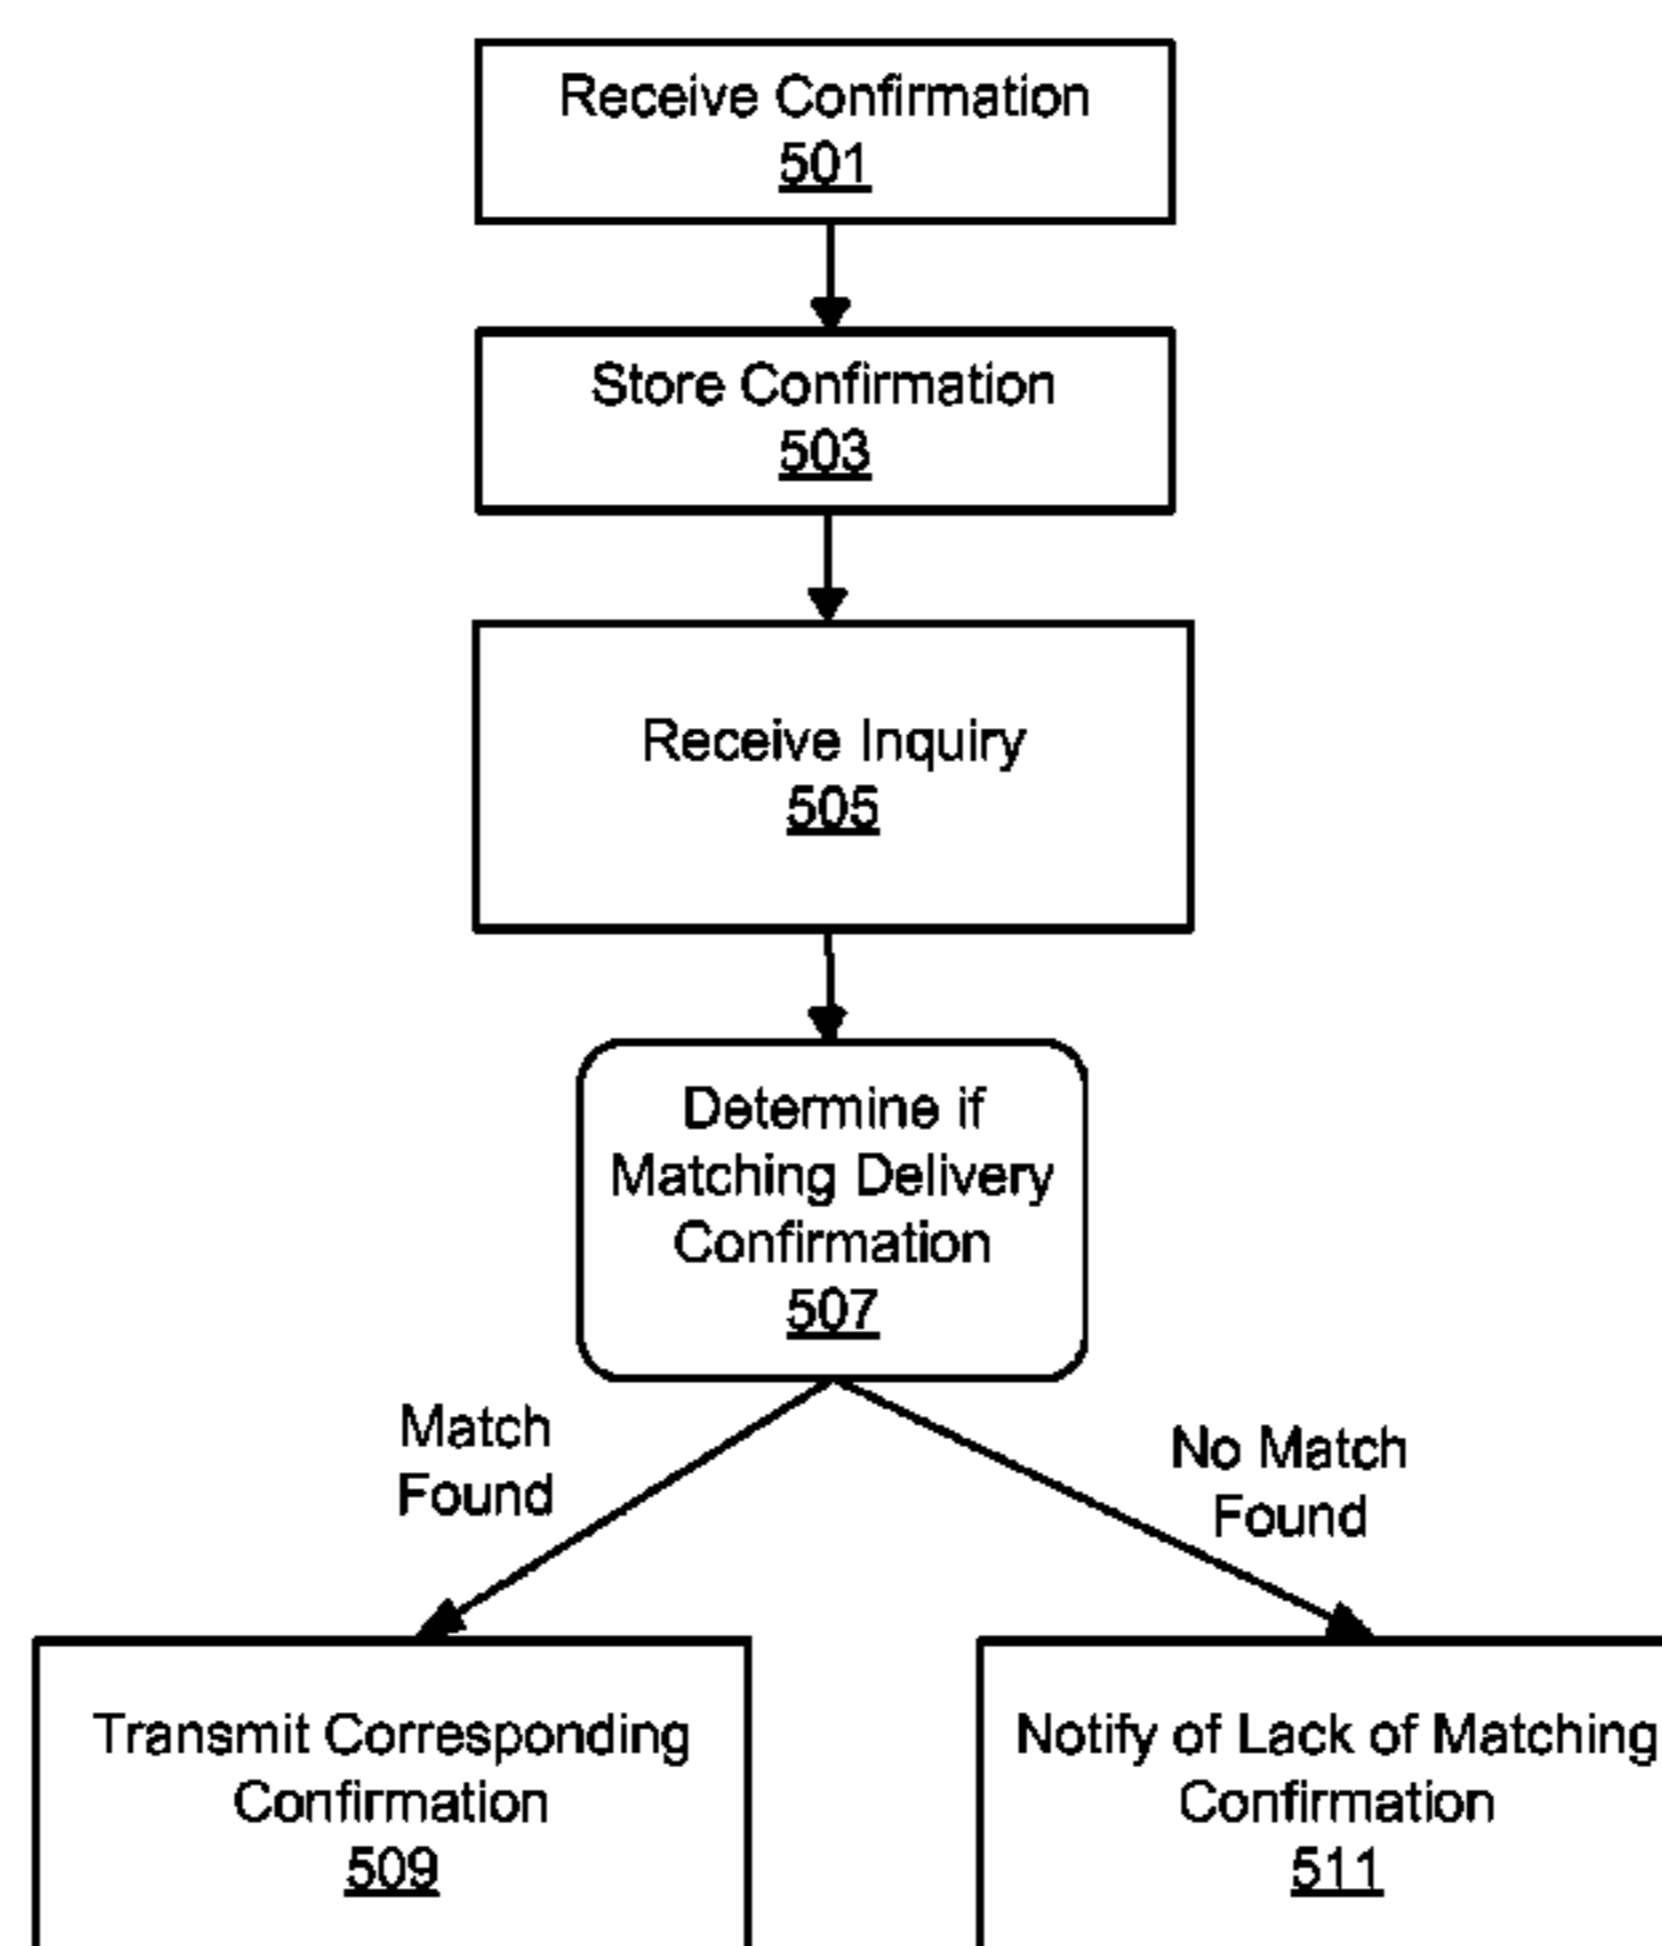 Receive Confirmation
501
Store Confirmation
503
Receive Inquiry
505
Determine if
Matching Delivery
Confirmation
507
Match
Found
No Match
Found
Transmit Corresponding
Confirmation
509
Notify of Lack of Matching
Confirmation
511